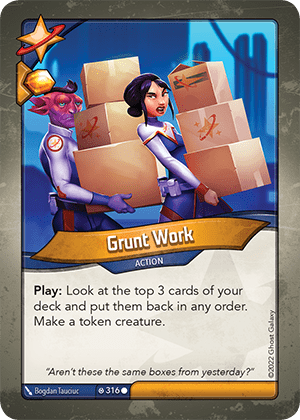 Grunt Work
ACTION
Play: Look at the top 3 cards of your
deck and put them back in any order.
Make a token creature.
"Aren't these the same boxes from yesterday?"
©2022 Ghost Galaxy
Bogdan Tauciuc
316